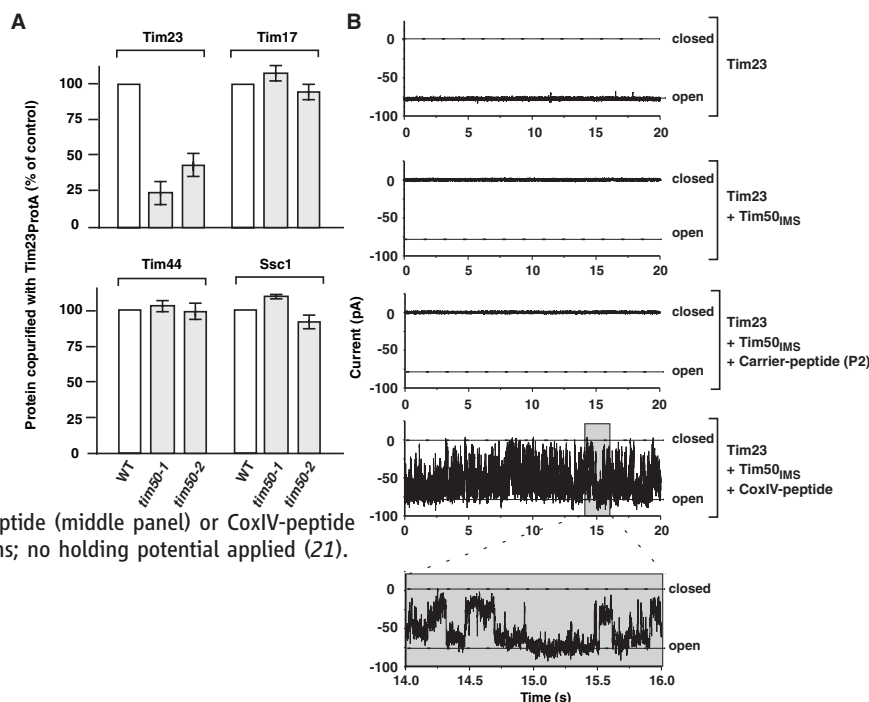 A
Tim23
Tim17
Protein copurified with Tim23ProtA (% of control)
100
75
50
25
0
Tim44
Ssc1
100
75
50
25
0
WT
tim50-1
tim50-2
WT
tim50-1
tim50-2
ptide (middle panel) or CoxIV-peptide
ns; no holding potential applied (21).
B
Current (pA)
0
-50
-100
closed
open
0 5 10 15 20
Tim23
0
-50
-100
closed
open
0 5 10 15 20
Tim23
+ Tim50IMS
0
-50
-100
closed
open
0 5 10 15 20
Tim23
+ Tim50IMS
+ Carrier-peptide (P2)
0
-50
-100
closed
open
0 5 10 15 20
Tim23
+ Tim50IMS
+ CoxIV-peptide
0
-50
-100
closed
open
14.0 14.5 15.0 15.5 16.0
Time (s)